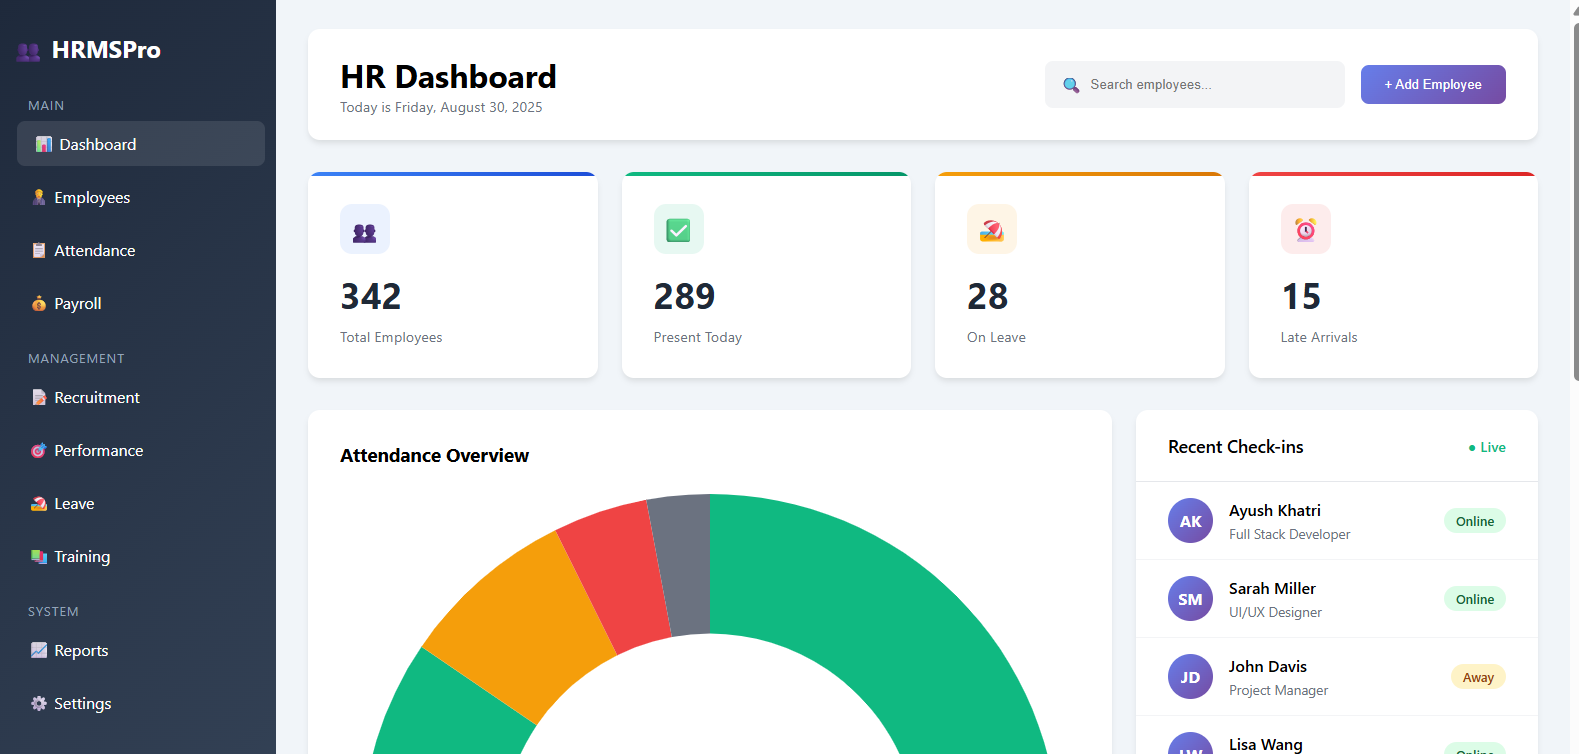 HRMSPro
MAIN
Dashboard
Employees
Attendance
Payroll
MANAGEMENT
Recruitment
Performance
Leave
Training
SYSTEM
Reports
Settings
HR Dashboard
Today is Friday, August 30, 2025
Search employees...
+ Add Employee
342
Total Employees
289
Present Today
28
On Leave
15
Late Arrivals
Attendance Overview
Recent Check-ins
● Live
AK
Ayush Khatri
Full Stack Developer
Online
SM
Sarah Miller
UI/UX Designer
Online
JD
John Davis
Project Manager
Away
LW
Lisa Wang
Online